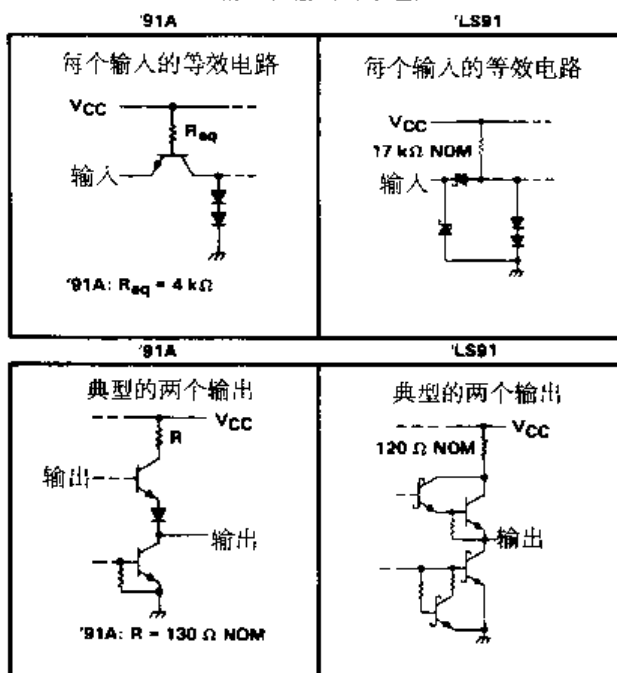 '91A
'LS91
每个输入的等效电路
VCC
Req
输入
'91A: Req = 4 kΩ
每个输入的等效电路
VCC
17 kΩ NOM
输入
'91A
'LS91
典型的两个输出
VCC
R
输出
输出
'91A: R = 130 Ω NOM
典型的两个输出
VCC
120 Ω NOM
输出